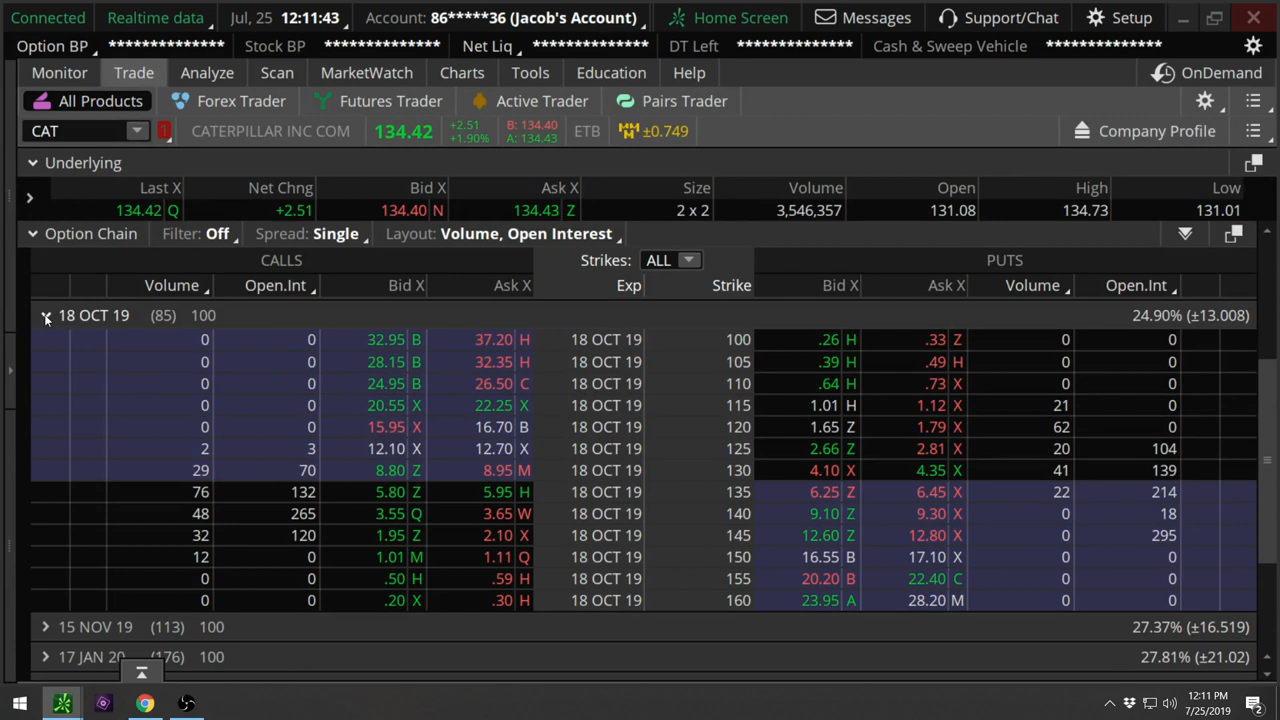 Connected Realtime data Jul, 25 12:11:43 Account: 86*****36 (Jacob's Account) Home Screen Messages Support/Chat Setup
Option BP ************** Stock BP ************** Net Liq ************** DT Left ************** Cash & Sweep Vehicle **************
Monitor Trade Analyze Scan MarketWatch Charts Tools Education Help OnDemand
All Products Forex Trader Futures Trader Active Trader Pairs Trader
CAT 1 CATERPILLAR INC COM 134.42 +2.51 +1.90% B: 134.40 A: 134.43 ETB MMM ±0.749 Company Profile
Underlying
Last X Net Chng Bid X Ask X Size Volume Open High Low
134.42 Q +2.51 134.40 N 134.43 Z 2 x 2 3,546,357 131.08 134.73 131.01
Option Chain Filter: Off Spread: Single Layout: Volume, Open Interest
CALLS Strikes: ALL PUTS
Volume Open.Int Bid X Ask X Exp Strike Bid X Ask X Volume Open.Int
18 OCT 19 (85) 100 24.90% (±13.008)
0 0 32.95 B 37.20 H 18 OCT 19 100 .26 H .33 Z 0 0
0 0 28.15 B 32.35 H 18 OCT 19 105 .39 H .49 H 0 0
0 0 24.95 B 26.50 C 18 OCT 19 110 .64 H .73 X 0 0
0 0 20.55 X 22.25 X 18 OCT 19 115 1.01 H 1.12 X 21 0
0 0 15.95 X 16.70 B 18 OCT 19 120 1.65 Z 1.79 X 62 0
2 3 12.10 X 12.70 X 18 OCT 19 125 2.66 Z 2.81 X 20 104
29 70 8.80 Z 8.95 M 18 OCT 19 130 4.10 X 4.35 X 41 139
76 132 5.80 Z 5.95 H 18 OCT 19 135 6.25 Z 6.45 X 22 214
48 265 3.55 Q 3.65 W 18 OCT 19 140 9.10 Z 9.30 X 0 18
32 120 1.95 Z 2.10 X 18 OCT 19 145 12.60 Z 12.80 X 0 295
12 0 1.01 M 1.11 Q 18 OCT 19 150 16.55 B 17.10 X 0 0
0 0 .50 H .59 H 18 OCT 19 155 20.20 B 22.40 C 0 0
0 0 .20 X .30 H 18 OCT 19 160 23.95 A 28.20 M 0 0
15 NOV 19 (113) 100 27.37% (±16.519)
17 JAN 20 (176) 100 27.81% (±21.02)
12:11 PM
7/25/2019
2